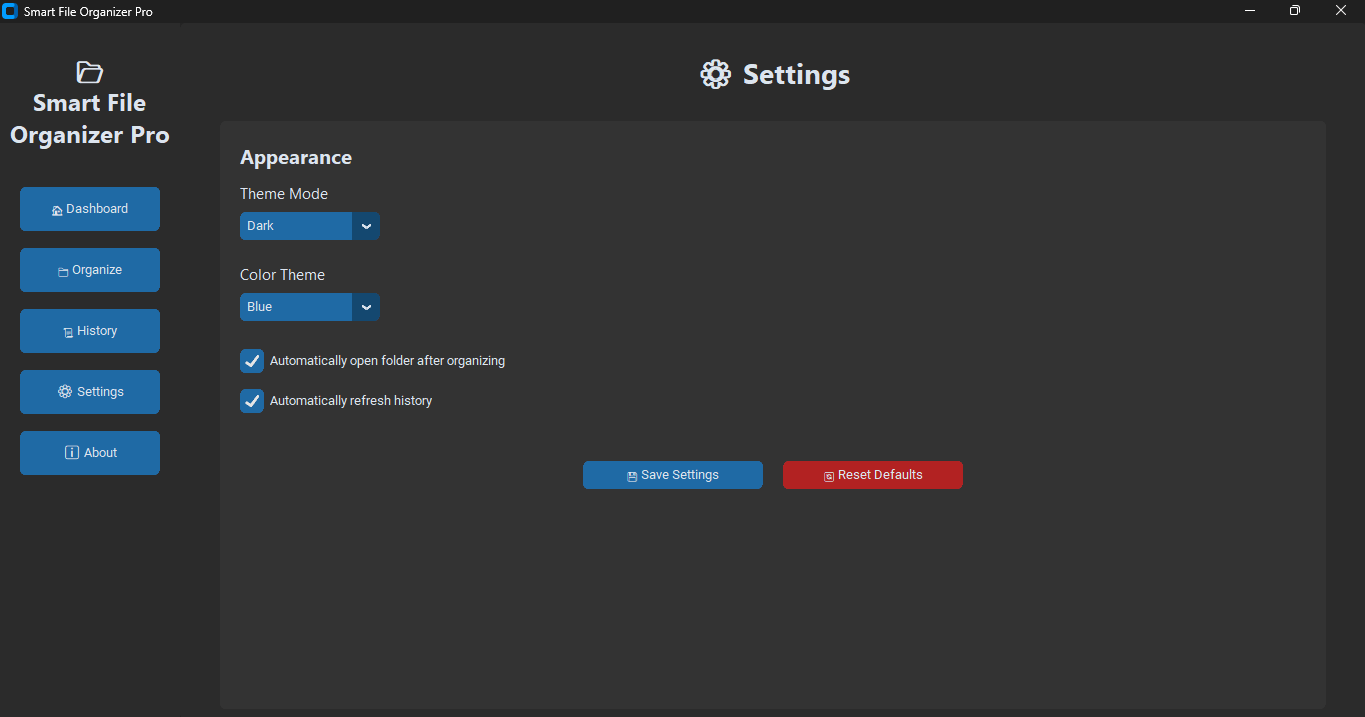 Smart File Organizer Pro
Smart File
Organizer Pro
Dashboard
Organize
History
Settings
About
Settings
Appearance
Theme Mode
Dark
Color Theme
Blue
Automatically open folder after organizing
Automatically refresh history
Save Settings
Reset Defaults